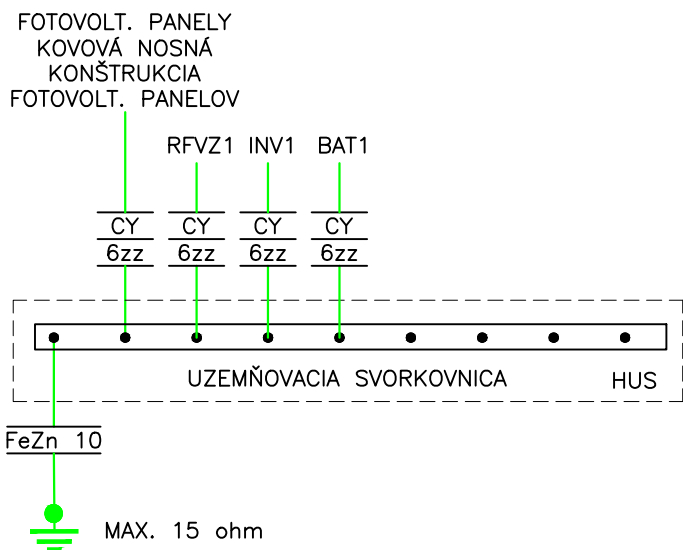 FOTOVOLT. PANELY
KOVOVÁ NOSNÁ
KONŠTRUKCIA
FOTOVOLT. PANELOV
RFVZ1 INV1 BAT1
CY CY CY CY
6zz 6zz 6zz 6zz
UZEMŇOVACIA SVORKOVNICA HUS
FeZn 10
MAX. 15 ohm